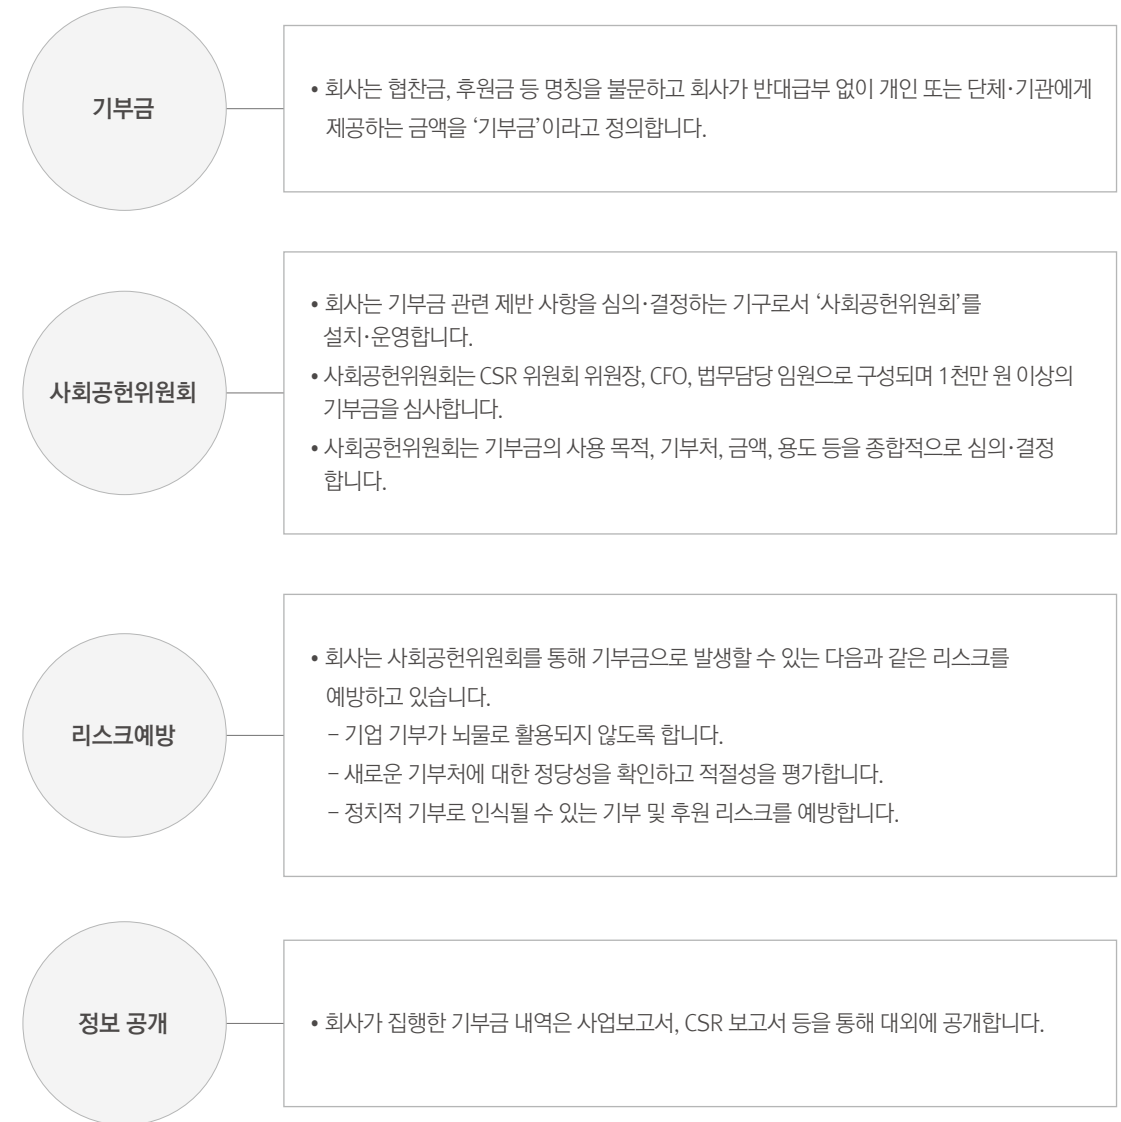 기부금
• 회사는 협찬금, 후원금 등 명칭을 불문하고 회사가 반대급부 없이 개인 또는 단체·기관에게
제공하는 금액을 ‘기부금’이라고 정의합니다.
사회공헌위원회
• 회사는 기부금 관련 제반 사항을 심의·결정하는 기구로서 ‘사회공헌위원회’를
설치·운영합니다.
• 사회공헌위원회는 CSR 위원회 위원장, CFO, 법무담당 임원으로 구성되며 1천만 원 이상의
기부금을 심사합니다.
• 사회공헌위원회는 기부금의 사용 목적, 기부처, 금액, 용도 등을 종합적으로 심의·결정
합니다.
리스크예방
• 회사는 사회공헌위원회를 통해 기부금으로 발생할 수 있는 다음과 같은 리스크를
예방하고 있습니다.
– 기업 기부가 뇌물로 활용되지 않도록 합니다.
– 새로운 기부처에 대한 정당성을 확인하고 적절성을 평가합니다.
– 정치적 기부로 인식될 수 있는 기부 및 후원 리스크를 예방합니다.
정보 공개
• 회사가 집행한 기부금 내역은 사업보고서, CSR 보고서 등을 통해 대외에 공개합니다.